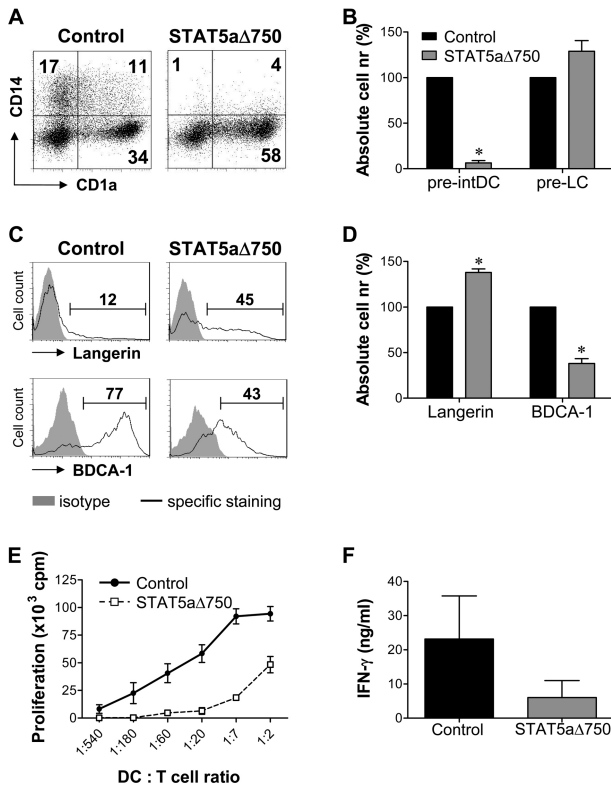 A
Control
STAT5aΔ750
17
11
34
1
4
58
CD14
CD1a
B
Control
STAT5aΔ750
Absolute cell nr (%)
150
100
50
0
*
pre-intDC
pre-LC
C
Control
STAT5aΔ750
Cell count
12
45
Langerin
Cell count
77
43
BDCA-1
isotype
specific staining
D
Absolute cell nr (%)
150
100
50
0
*
*
Langerin
BDCA-1
E
Proliferation (x10³ cpm)
125
100
75
50
25
0
Control
STAT5aΔ750
1:540
1:180
1:60
1:20
1:7
1:2
DC : T cell ratio
F
IFN-γ (ng/ml)
40
30
20
10
0
Control
STAT5aΔ750